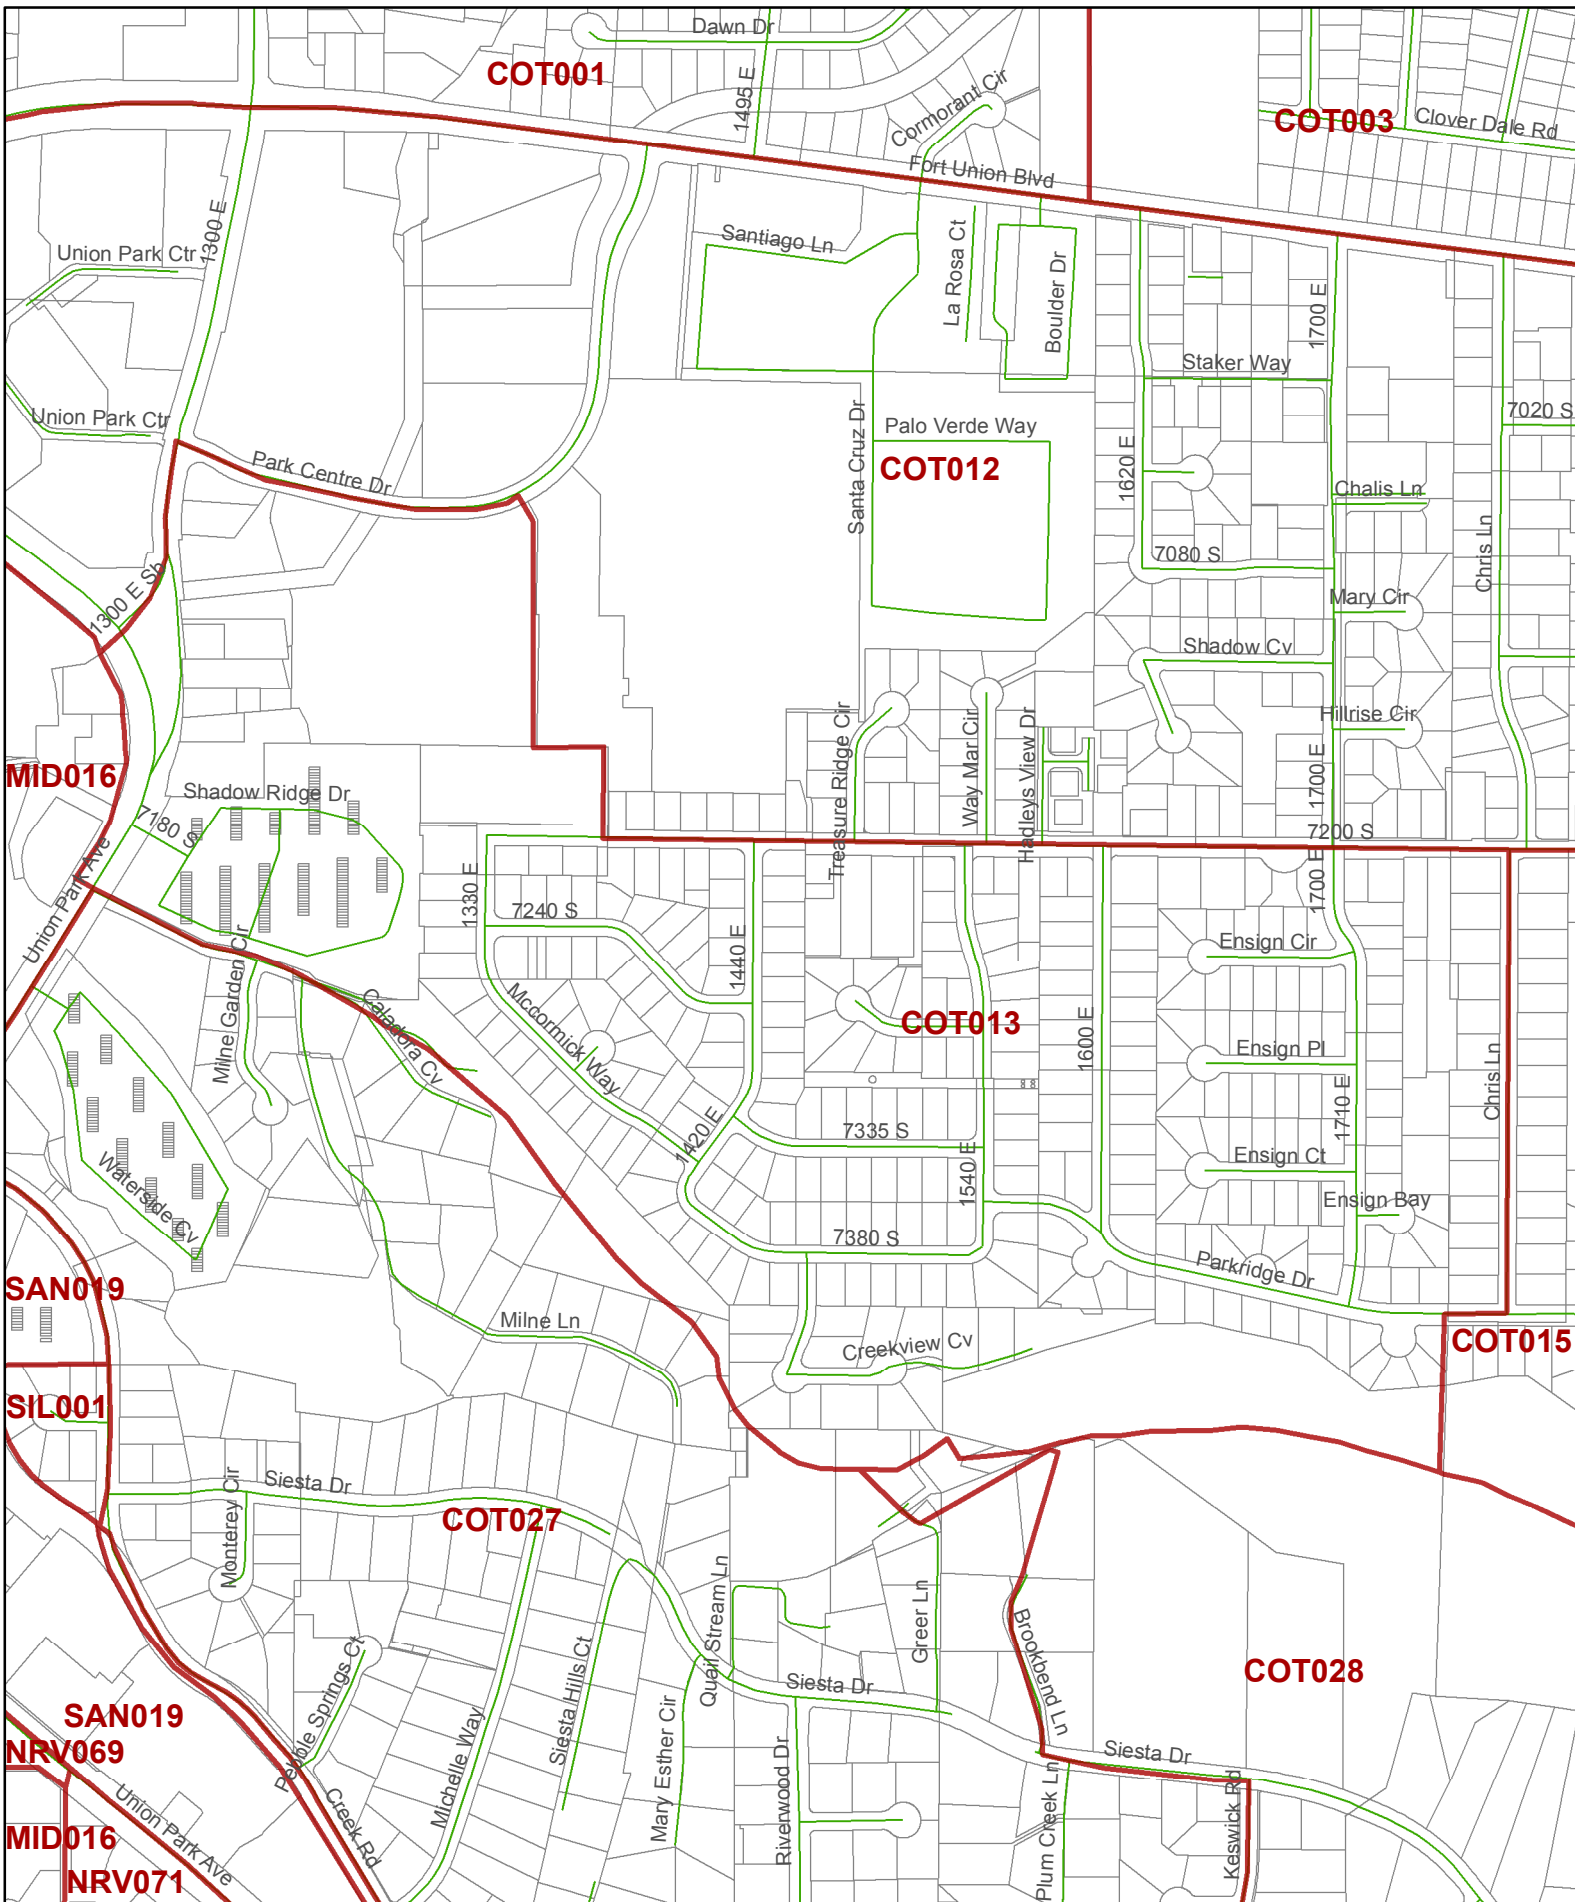 Dawn Dr
COT001
1495 E
Cormorant Cir
COT003
Clover Dale Rd
Fort Union Blvd
1300 E
Union Park Ctr
Santiago Ln
La Rosa Ct
Boulder Dr
1700 E
Staker Way
Union Park Ctr
7020 S
Palo Verde Way
Park Centre Dr
Santa Cruz Dr
COT012
1620 E
Chalis Ln
Chris Ln
7080 S
1300 E Sb
Mary Cir
Shadow Cv
Treasure Ridge Cir
Way Mar Cir
Hadleys View Dr
Hillrise Cir
MID016
Shadow Ridge Dr
1700 E
7180 S
7200 S
Union Park Ave
1330 E
7240 S
1700 E
Milne Garden Cir
1440 E
Ensign Cir
Mccormick Way
Caladora Cv
COT013
1600 E
Ensign Pl
Chris Ln
1710 E
7335 S
1420 E
Waterside Cv
1540 E
Ensign Ct
Ensign Bay
7380 S
Parkridge Dr
SAN019
Milne Ln
Creekview Cv
COT015
SIL001
Monterey Cir
Siesta Dr
COT027
Quail Stream Ln
Greer Ln
Brookbend Ln
COT028
Pebble Springs Ct
Siesta Hills Ct
Siesta Dr
SAN019
Michelle Way
Mary Esther Cir
NRV069
Riverwood Dr
Siesta Dr
Union Park Ave
Creek Rd
Plum Creek Ln
Keswick Rd
MID016
NRV071